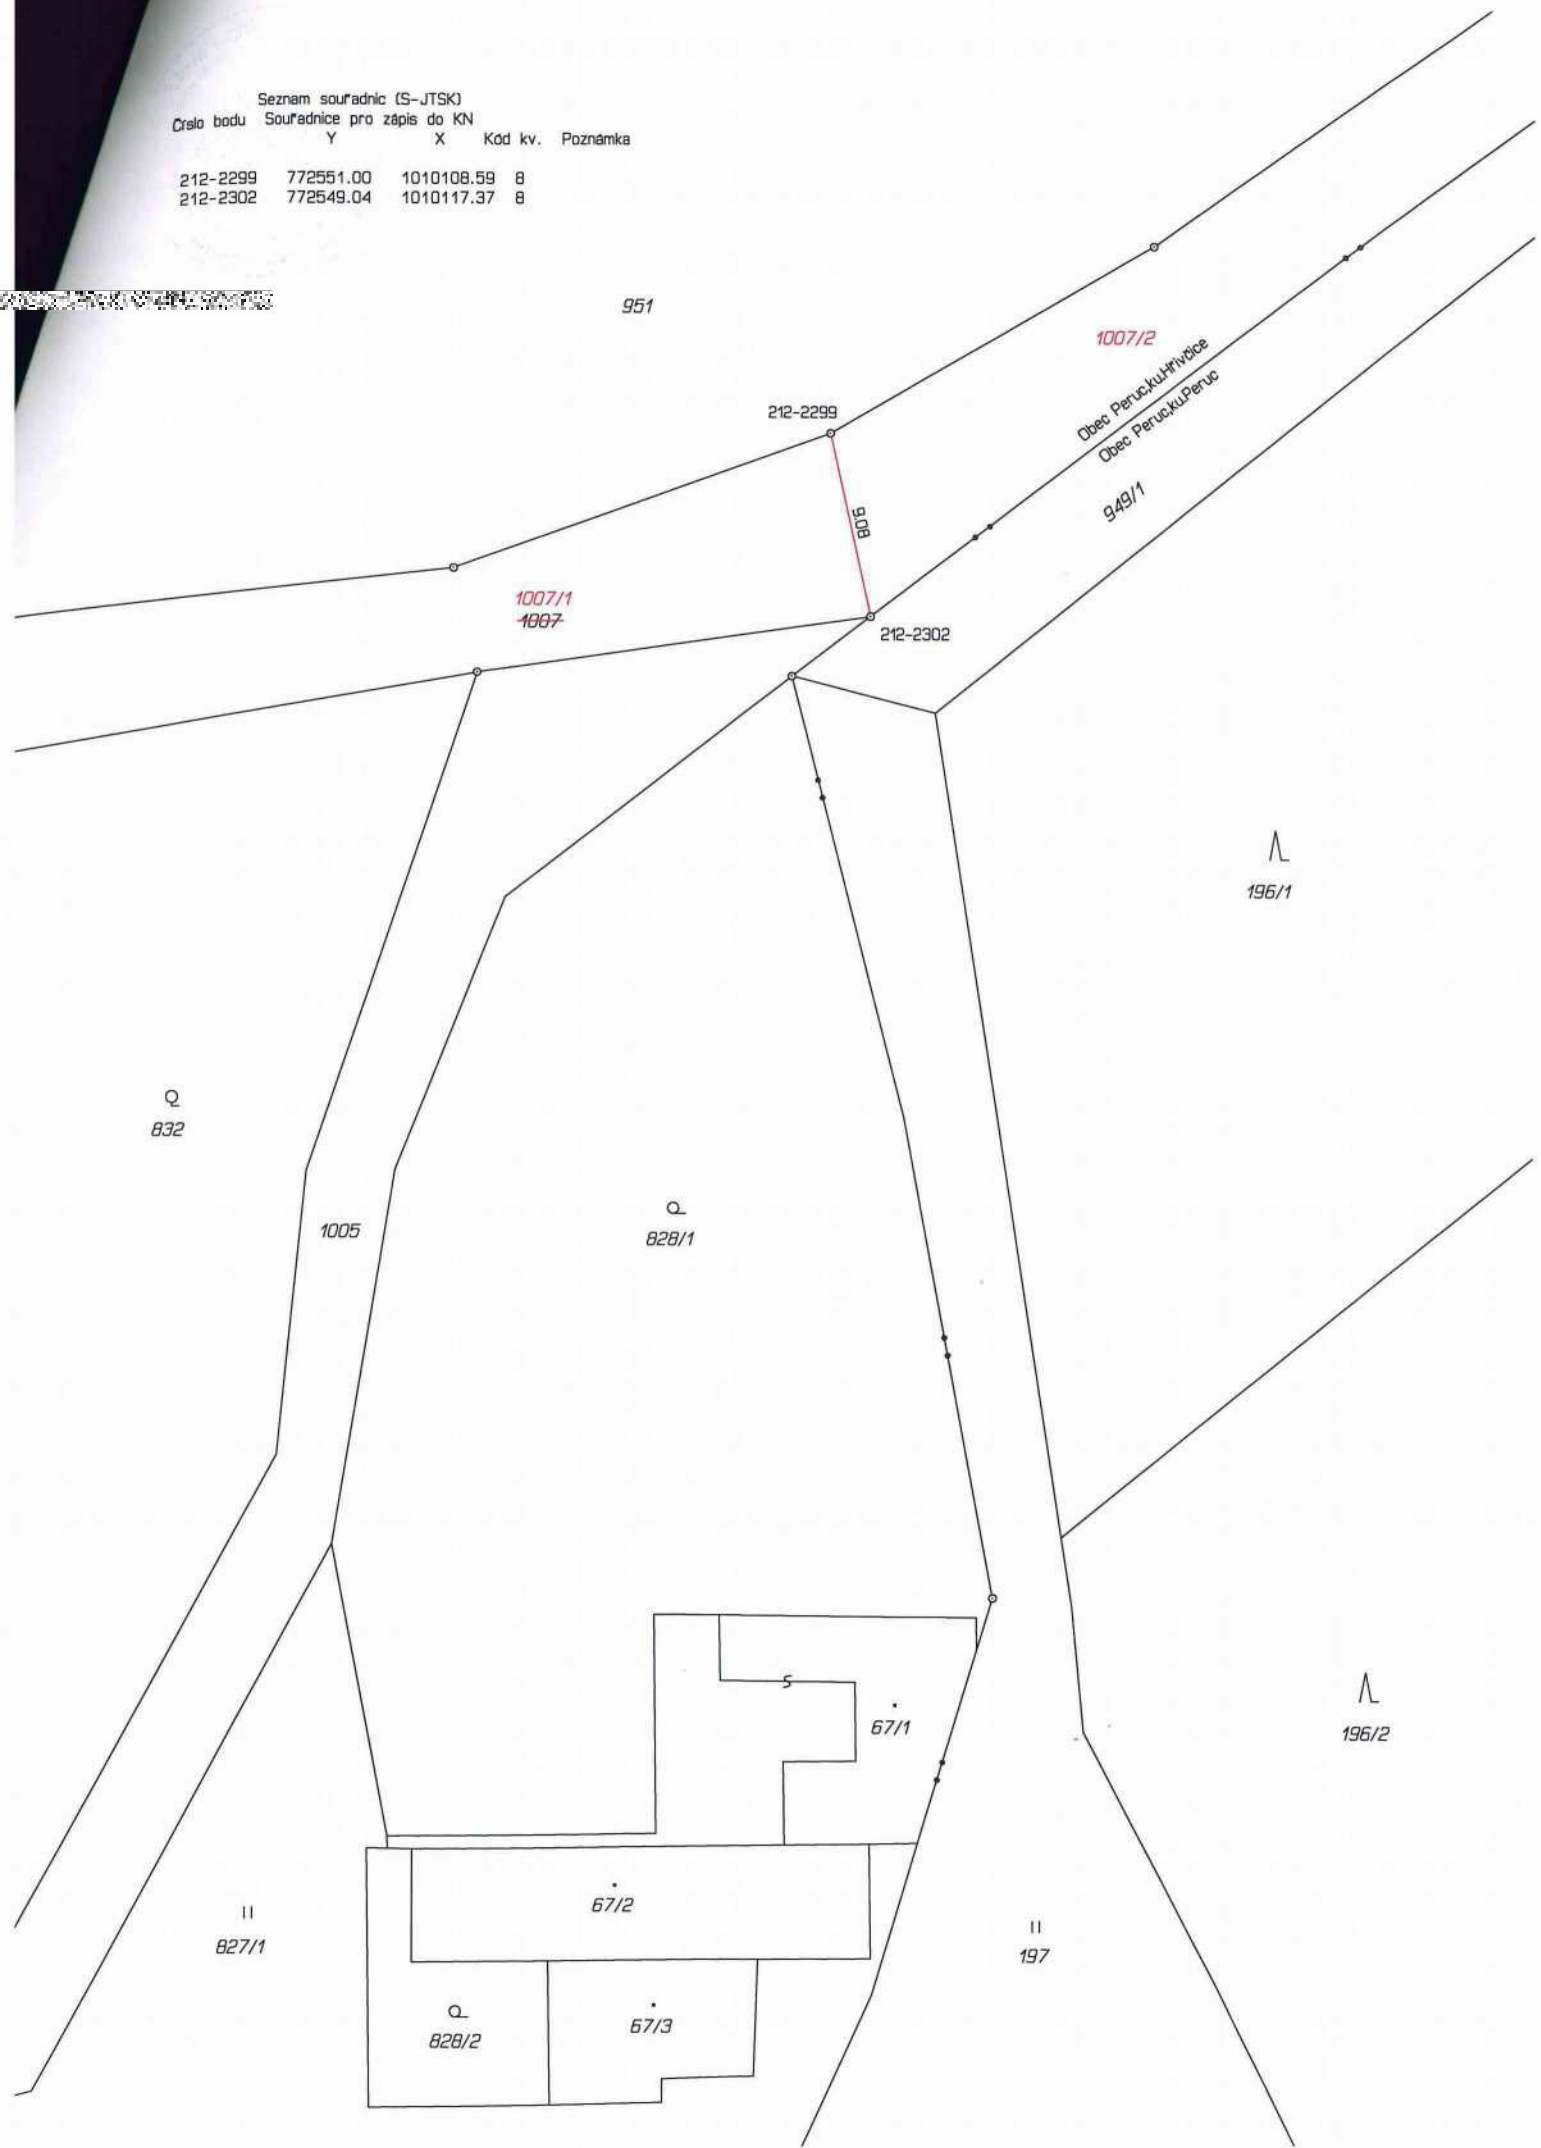 Seznam souřadnic (S-JTSK)
Číslo bodu Souřadnice pro zápis do KN
Y X Kód kv. Poznámka
212-2299 772551.00 1010108.59 8
212-2302 772549.04 1010117.37 8
951
1007/2
Obec Peruc,k.u.Hřivčice
Obec Peruc,k.u.Peruc
212-2299
949/1
9.08
1007/1
1007
212-2302
196/1
832
1005
828/1
67/1
196/2
67/2
827/1
197
67/3
828/2